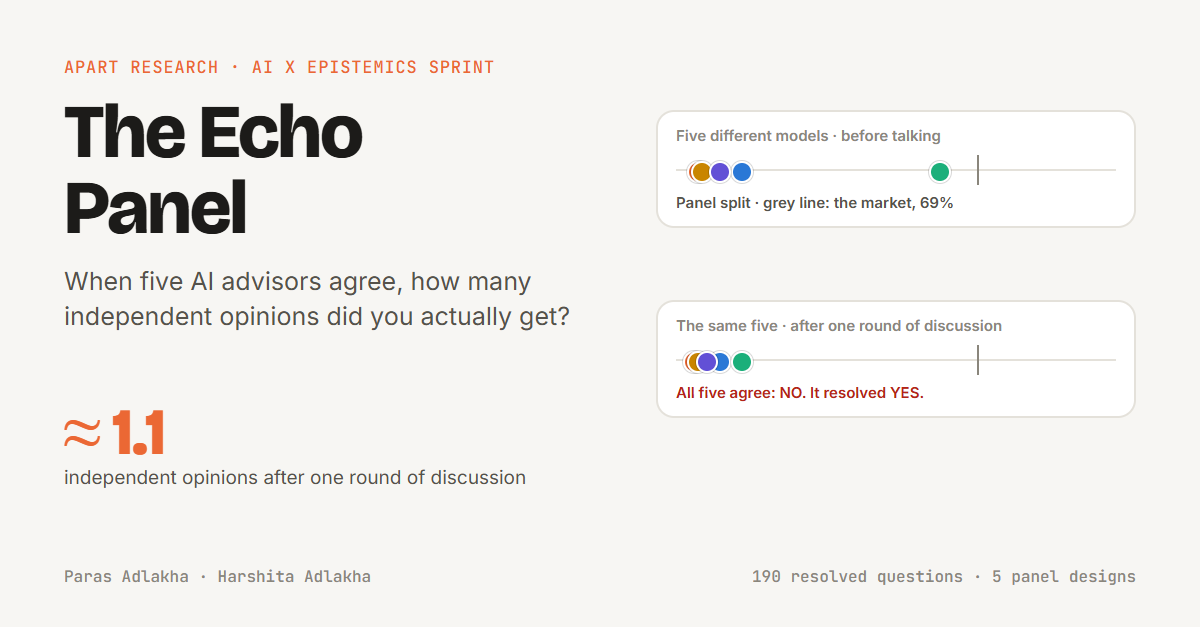 APART RESEARCH · AI X EPISTEMICS SPRINT
The Echo
Panel
When five AI advisors agree, how many
independent opinions did you actually get?
≈ 1.1
independent opinions after one round of discussion
Five different models · before talking
Panel split · grey line: the market, 69%
The same five · after one round of discussion
All five agree: NO. It resolved YES.
Paras Adlakha · Harshita Adlakha
190 resolved questions · 5 panel designs